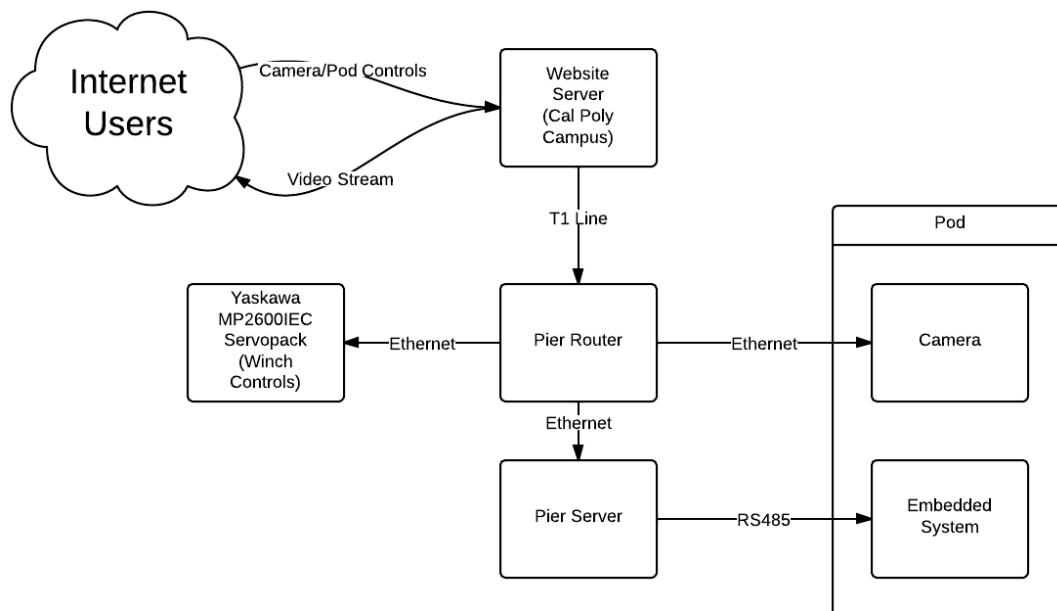 Internet
Users
Camera/Pod Controls
Video Stream
Website
Server
(Cal Poly
Campus)
T1 Line
Pod
Yaskawa
MP2600IEC
Servopack
(Winch
Controls)
Ethernet
Pier Router
Ethernet
Camera
Ethernet
Pier Server
RS485
Embedded
System